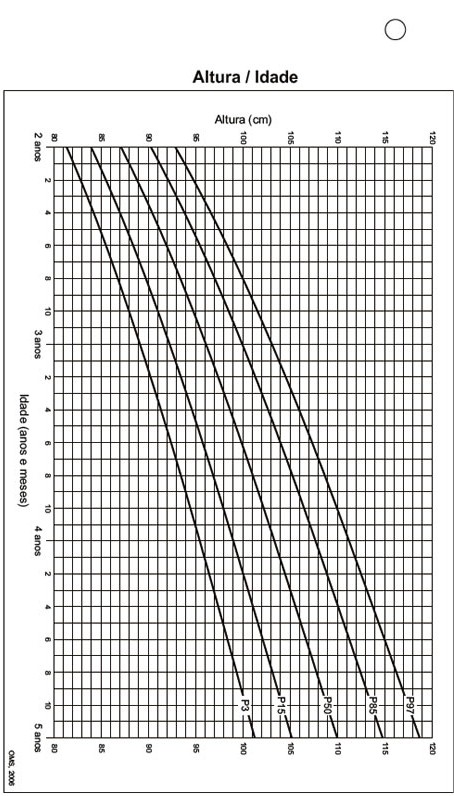 Altura / Idade
Altura (cm)
80 85 90 95 100 105 110 115 120
2 anos
2
4
6
8
10
3 anos
2
4
6
8
10
4 anos
2
4
6
8
10
5 anos
Idade (anos e meses)
P3 P15 P50 P85 P97
80 85 90 95 100 105 110 115 120
OMS, 2006